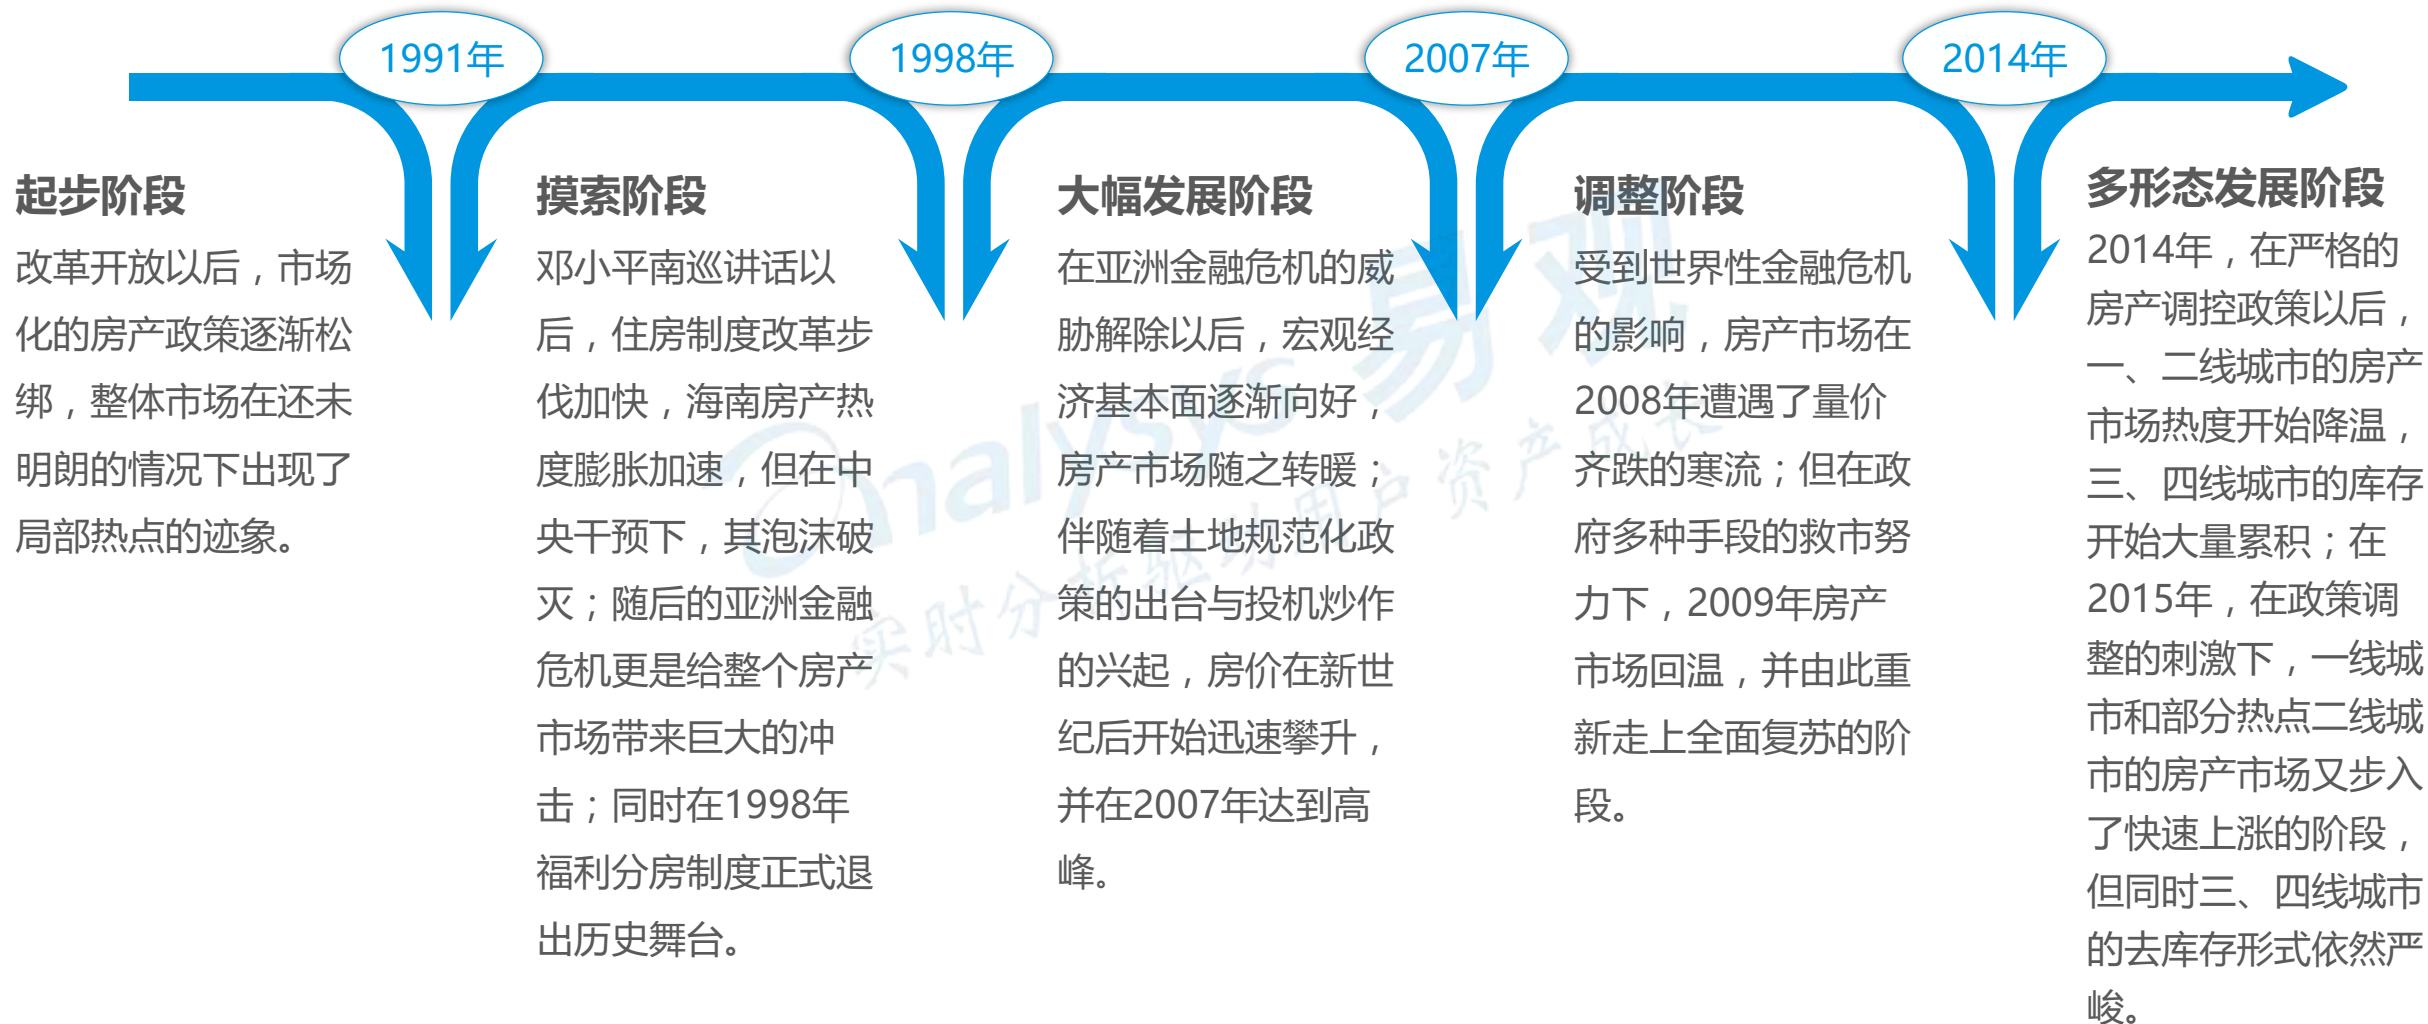 1991年
1998年
2007年
2014年
起步阶段
改革开放以后，市场
化的房产政策逐渐松
绑，整体市场在还未
明朗的情况下出现了
局部热点的迹象。
摸索阶段
邓小平南巡讲话以
后，住房制度改革步
伐加快，海南房产热
度膨胀加速，但在中
央干预下，其泡沫破
灭；随后的亚洲金融
危机更是给整个房产
市场带来巨大的冲
击；同时在1998年
福利分房制度正式退
出历史舞台。
大幅发展阶段
在亚洲金融危机的威
胁解除以后，宏观经
济基本面逐渐向好，
房产市场随之转暖；
伴随着土地规范化政
策的出台与投机炒作
的兴起，房价在新世
纪后开始迅速攀升，
并在2007年达到高
峰。
调整阶段
受到世界性金融危机
的影响，房产市场在
2008年遭遇了量价
齐跌的寒流；但在政
府多种手段的救市努
力下，2009年房产
市场回温，并由此重
新走上全面复苏的阶
段。
多形态发展阶段
2014年，在严格的
房产调控政策以后，
一、二线城市的房产
市场热度开始降温，
三、四线城市的库存
开始大量累积；在
2015年，在政策调
整的刺激下，一线城
市和部分热点二线城
市的房产市场又步入
了快速上涨的阶段，
但同时三、四线城市
的去库存形式依然严
峻。
analysys 易观
实时分析驱动用户资产成长